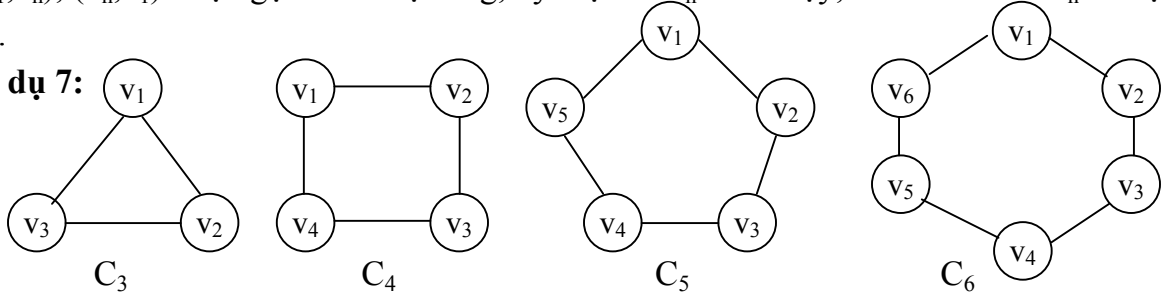 .
dụ 7:
v₁
v₃ v₂
C₃
v₁ v₂
v₄ v₃
C₄
v₁
v₅ v₂
v₄ v₃
C₅
v₁
v₆ v₂
v₅ v₃
v₄
C₆